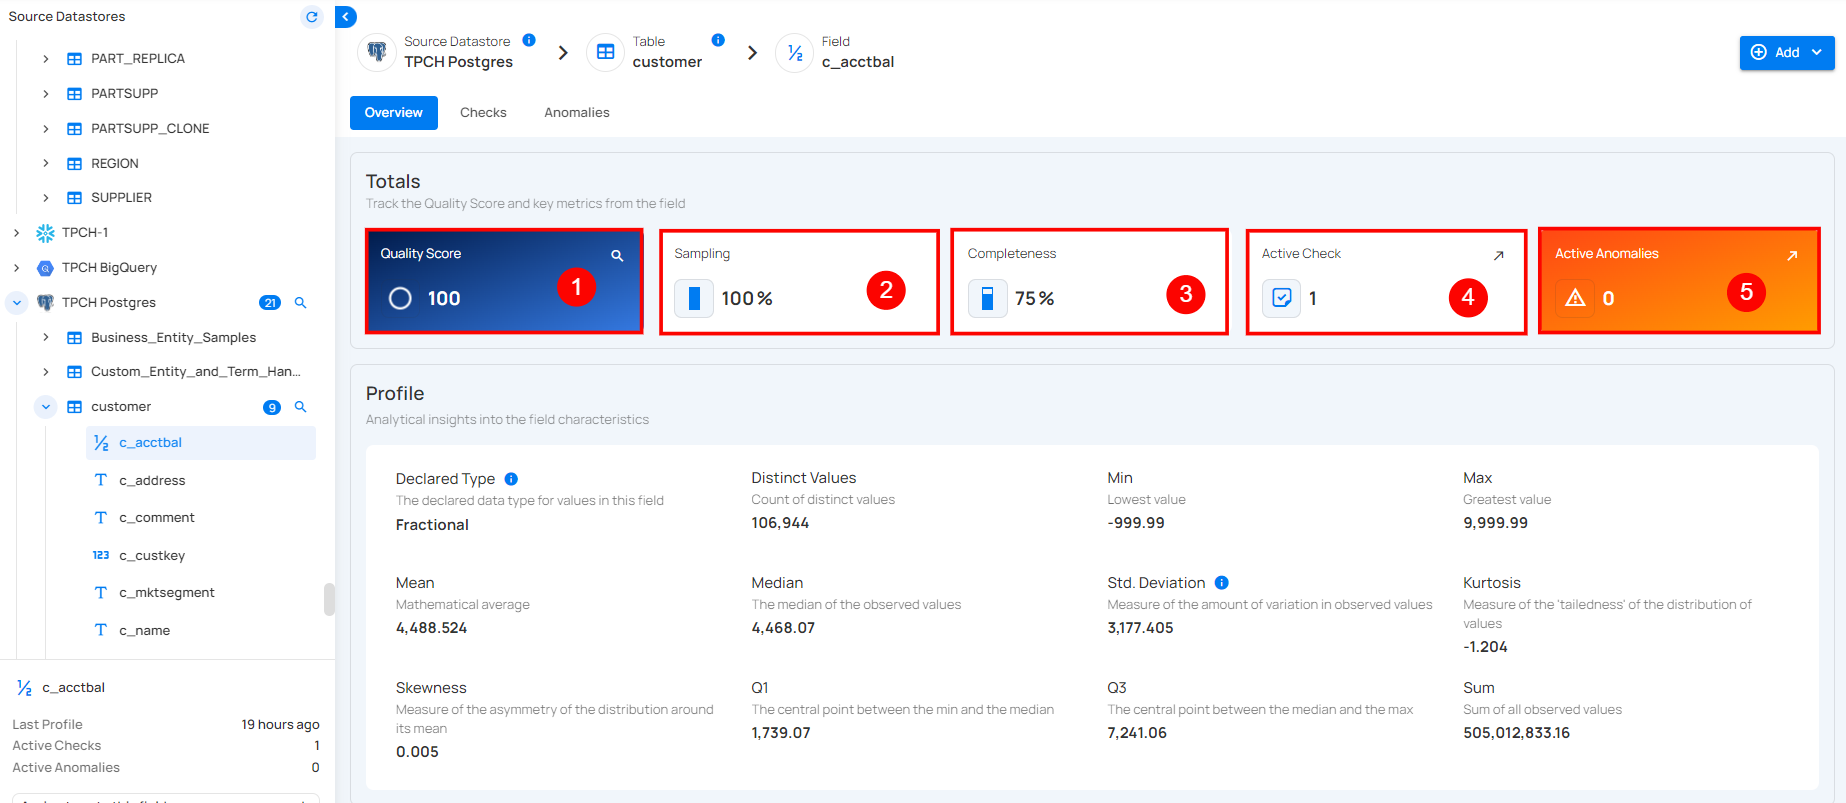 Source Datastores
PART_REPLICA
PARTSUPP
PARTSUPP_CLONE
REGION
SUPPLIER
TPCH-1
TPCH BigQuery
TPCH Postgres 21
Business_Entity_Samples
Custom_Entity_and_Term_Han...
customer 9
1/2 c_acctbal
T c_address
T c_comment
123 c_custkey
T c_mktsegment
T c_name
1/2 c_acctbal
Last Profile 19 hours ago
Active Checks 1
Active Anomalies 0
Source Datastore
TPCH Postgres
Table
customer
1/2
Field
c_acctbal
Add
Overview Checks Anomalies
Totals
Track the Quality Score and key metrics from the field
Quality Score
100
1
Sampling
100%
2
Completeness
75%
3
Active Check
1
4
Active Anomalies
0
5
Profile
Analytical insights into the field characteristics
Declared Type
The declared data type for values in this field
Fractional
Distinct Values
Count of distinct values
106,944
Min
Lowest value
-999.99
Max
Greatest value
9,999.99
Mean
Mathematical average
4,488.524
Median
The median of the observed values
4,468.07
Std. Deviation
Measure of the amount of variation in observed values
3,177.405
Kurtosis
Measure of the 'tailedness' of the distribution of
values
-1.204
Skewness
Measure of the asymmetry of the distribution around
its mean
0.005
Q1
The central point between the min and the median
1,739.07
Q3
The central point between the median and the max
7,241.06
Sum
Sum of all observed values
505,012,833.16